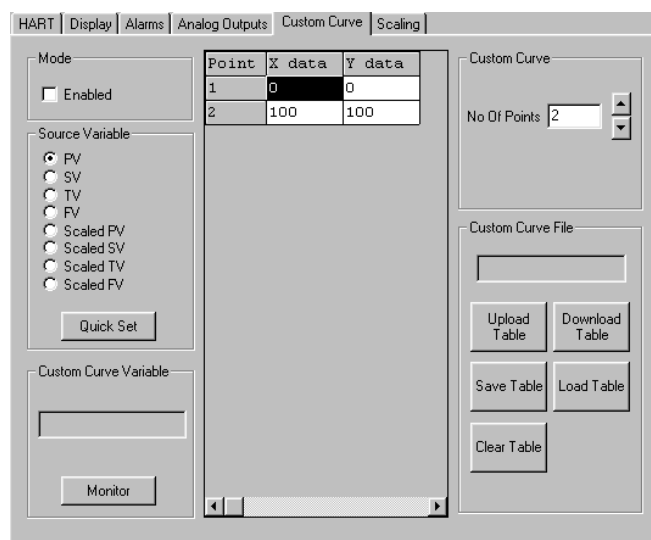 HART Display Alarms Analog Outputs Custom Curve Scaling
Mode
Enabled
Source Variable
PV
SV
TV
FV
Scaled PV
Scaled SV
Scaled TV
Scaled FV
Quick Set
Custom Curve Variable
Monitor
Point X data Y data
1 0 0
2 100 100
Custom Curve
No Of Points 2
Custom Curve File
Upload Table
Download Table
Save Table
Load Table
Clear Table